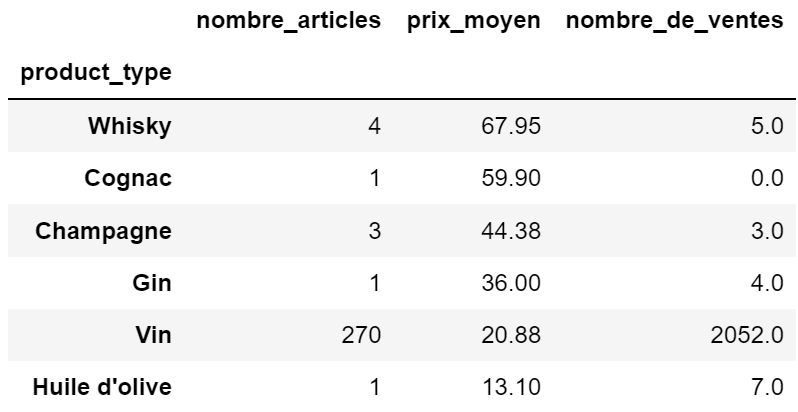 nombre_articles prix_moyen nombre_de_ventes
product_type
Whisky 4 67.95 5.0
Cognac 1 59.90 0.0
Champagne 3 44.38 3.0
Gin 1 36.00 4.0
Vin 270 20.88 2052.0
Huile d'olive 1 13.10 7.0